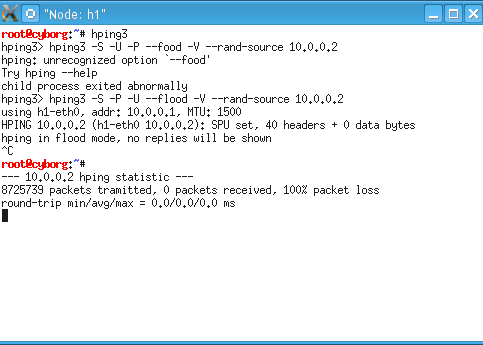 "Node: h1"
root@cyborg:~# hping3
hping3> hping3 -S -U -P --food -V --rand-source 10.0.0.2
hping: unrecognized option `--food'
Try hping --help
child process exited abnormally
hping3> hping3 -S -P -U --flood -V --rand-source 10.0.0.2
using h1-eth0, addr: 10.0.0.1, MTU: 1500
HPING 10.0.0.2 (h1-eth0 10.0.0.2): SPU set, 40 headers + 0 data bytes
hping in flood mode, no replies will be shown
^C
root@cyborg:~#
--- 10.0.0.2 hping statistic ---
8725739 packets tramitted, 0 packets received, 100% packet loss
round-trip min/avg/max = 0.0/0.0/0.0 ms